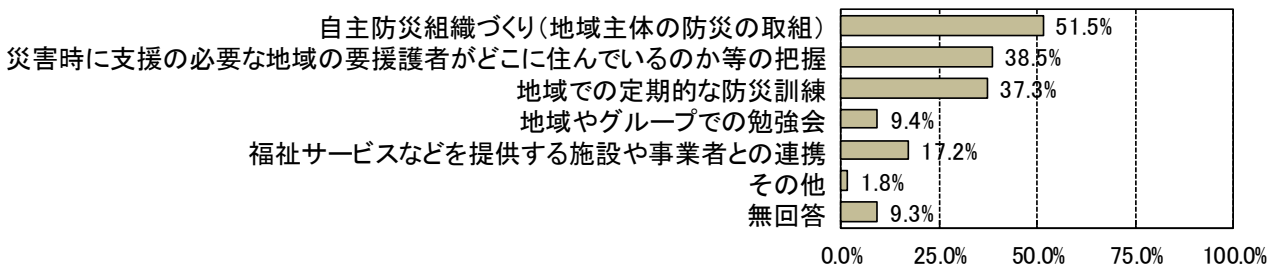 自主防災組織づくり（地域主体の防災の取組） 51.5%
災害時に支援の必要な地域の要援護者がどこに住んでいるのか等の把握 38.5%
地域での定期的な防災訓練 37.3%
地域やグループでの勉強会 9.4%
福祉サービスなどを提供する施設や事業者との連携 17.2%
その他 1.8%
無回答 9.3%
0.0% 25.0% 50.0% 75.0% 100.0%